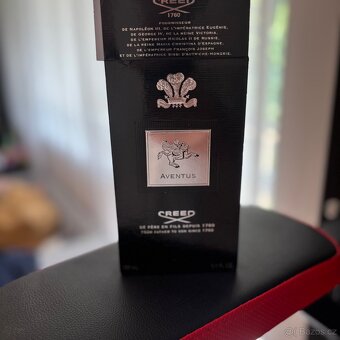 CREED
1760
FOURNISSEUR
DE NAPOLÉON III, DE L'IMPÉRATRICE EUGÉNIE,
DE GEORGE IV, DE LA REINE VICTORIA,
DE L'EMPEREUR NICOLAS II DE RUSSIE,
DE LA REINE MARIA CHRISTINA D'ESPAGNE,
DE L'EMPEREUR FRANÇOIS JOSEPH
ET DE L'IMPÉRATRICE SISSI D'AUTRICHE-HONGRIE.
AVENTUS
CREED
DE PÈRE EN FILS DEPUIS 1760
FROM FATHER TO SON SINCE 1760